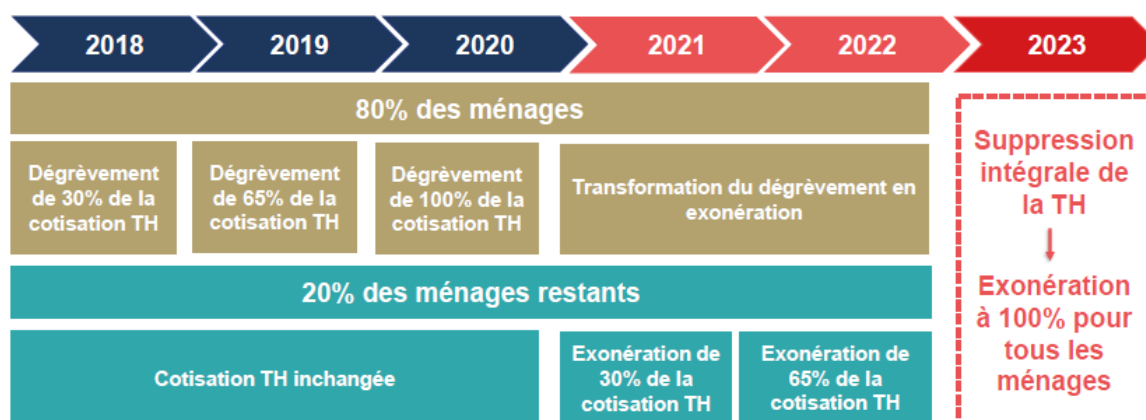 2018
2019
2020
2021
2022
2023
80% des ménages
Dégrèvement
de 30% de la
cotisation TH
Dégrèvement
de 65% de la
cotisation TH
Dégrèvement
de 100% de la
cotisation TH
Transformation du dégrèvement en
exonération
20% des ménages restants
Cotisation TH inchangée
Exonération de
30% de la
cotisation TH
Exonération de
65% de la
cotisation TH
Suppression
intégrale de
la TH
Exonération
à 100% pour
tous les
ménages